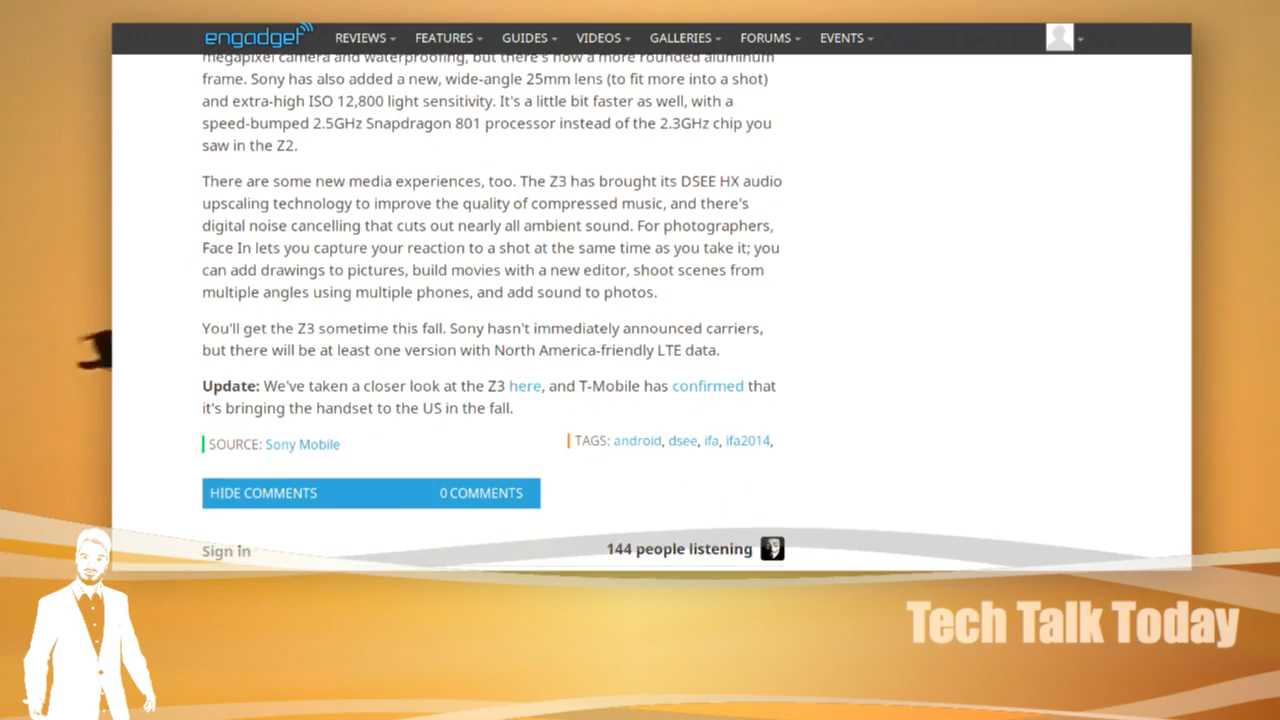 engadget
REVIEWS FEATURES GUIDES VIDEOS GALLERIES FORUMS EVENTS
megapixel camera and waterproofing, but there's now a more rounded aluminum
frame. Sony has also added a new, wide-angle 25mm lens (to fit more into a shot)
and extra-high ISO 12,800 light sensitivity. It's a little bit faster as well, with a
speed-bumped 2.5GHz Snapdragon 801 processor instead of the 2.3GHz chip you
saw in the Z2.
There are some new media experiences, too. The Z3 has brought its DSEE HX audio
upscaling technology to improve the quality of compressed music, and there's
digital noise cancelling that cuts out nearly all ambient sound. For photographers,
Face In lets you capture your reaction to a shot at the same time as you take it; you
can add drawings to pictures, build movies with a new editor, shoot scenes from
multiple angles using multiple phones, and add sound to photos.
You'll get the Z3 sometime this fall. Sony hasn't immediately announced carriers,
but there will be at least one version with North America-friendly LTE data.
Update: We've taken a closer look at the Z3 here, and T-Mobile has confirmed that
it's bringing the handset to the US in the fall.
SOURCE: Sony Mobile
TAGS: android, dsee, ifa, ifa2014,
HIDE COMMENTS 0 COMMENTS
Sign in
144 people listening
Tech Talk Today